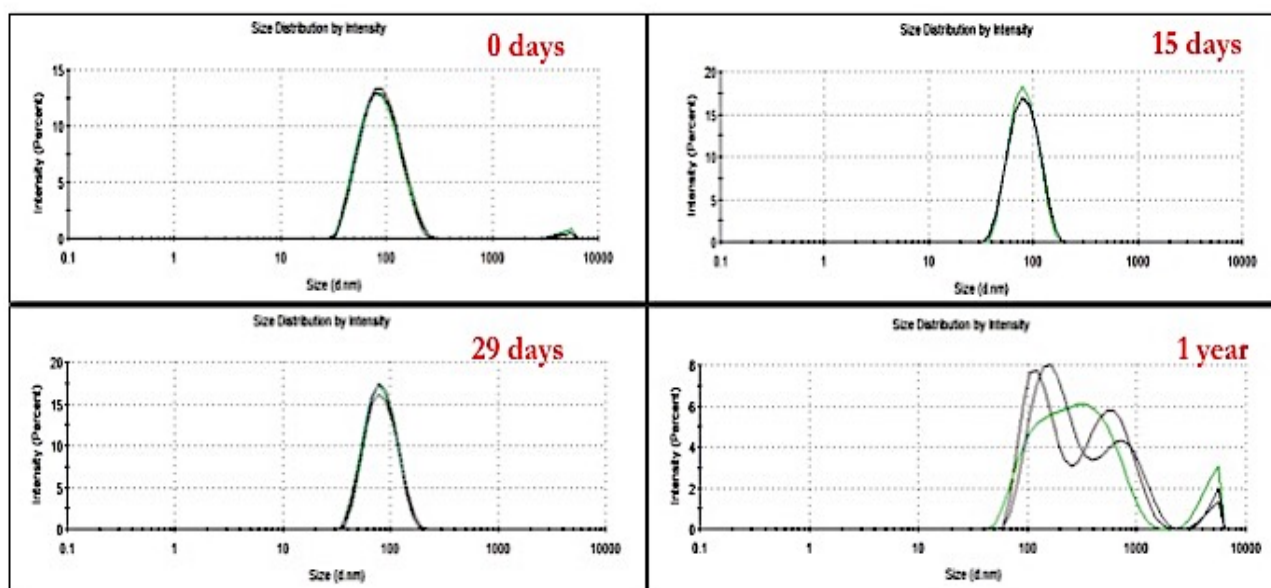 Size Distribution by Intensity
0 days
15
10
5
0
Intensity (Percent)
0.1 1 10 100 1000 10000
Size (d.nm)
Size Distribution by Intensity
15 days
20
15
10
5
0
Intensity (Percent)
0.1 1 10 100 1000 10000
Size (d.nm)
Size Distribution by Intensity
29 days
20
15
10
5
0
Intensity (Percent)
0.1 1 10 100 1000 10000
Size (d.nm)
Size Distribution by Intensity
1 year
8
6
4
2
0
Intensity (Percent)
0.1 1 10 100 1000 10000
Size (d.nm)